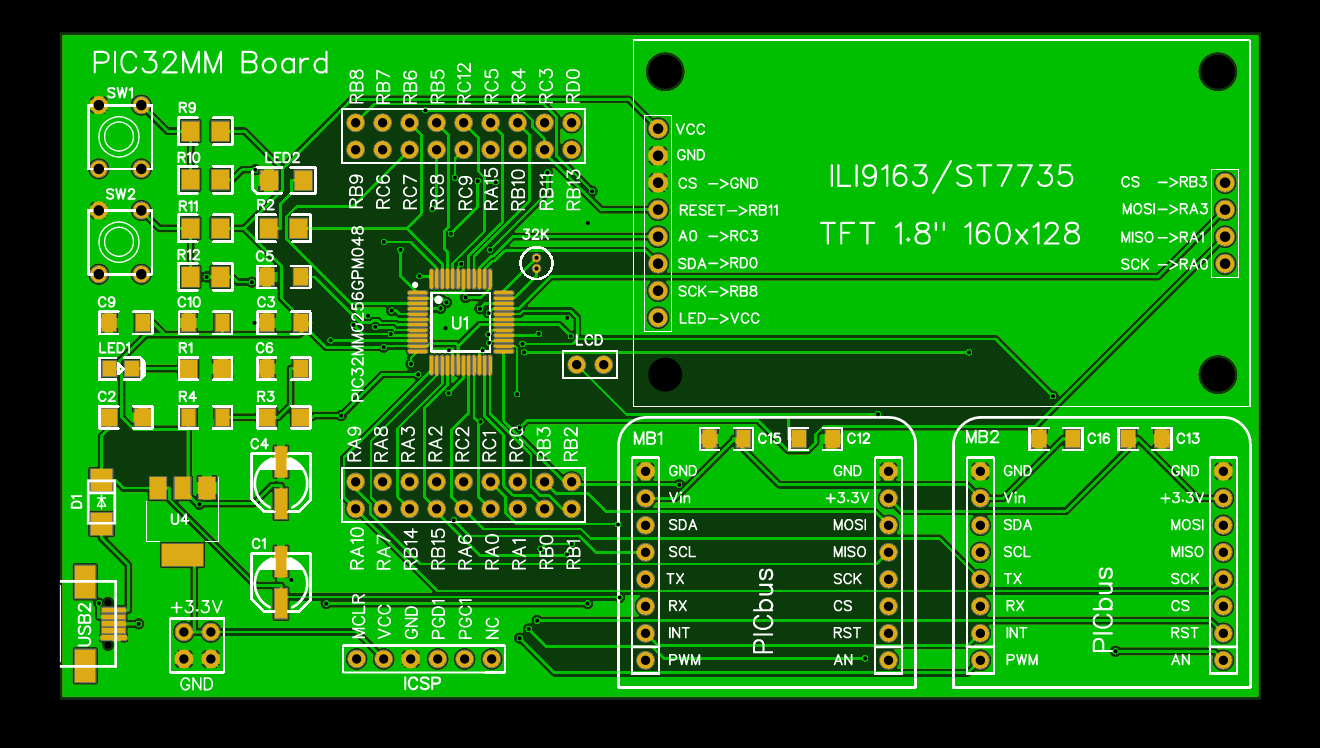 PIC32MM Board
SW1
R9
R10
LED2
SW2
R11
R2
R12
C5
C9
C10
C3
LED1
R1
C6
C2
R4
R3
RB8
RB7
RB6
RB5
RC12
RC5
RC4
RC3
RD0
RB9
RC6
RC7
RC8
RC9
RA15
RB10
RB11
RB13
PIC32MM0256GPM048
U1
32K
LCD
VCC
GND
CS ->GND
RESET->RB11
A0 ->RC3
SDA->RD0
SCK->RB8
LED->VCC
ILI9163/ST7735
TFT 1.8" 160x128
CS ->RB3
MOSI->RA3
MISO->RA1
SCK ->RA0
C4
D1
U4
C1
USB2
+3.3V
GND
RA9
RA8
RA3
RA2
RC2
RC1
RC0
RB3
RB2
RA10
RA7
RB14
RB15
RA6
RA0
RA1
RB0
RB1
MCLR
VCC
GND
PGD1
PGC1
NC
ICSP
MB1
C15
C12
GND
Vin
SDA
SCL
TX
RX
INT
PWM
PICbus
GND
+3.3V
MOSI
MISO
SCK
CS
RST
AN
MB2
C16
C13
GND
Vin
SDA
SCL
TX
RX
INT
PWM
PICbus
GND
+3.3V
MOSI
MISO
SCK
CS
RST
AN